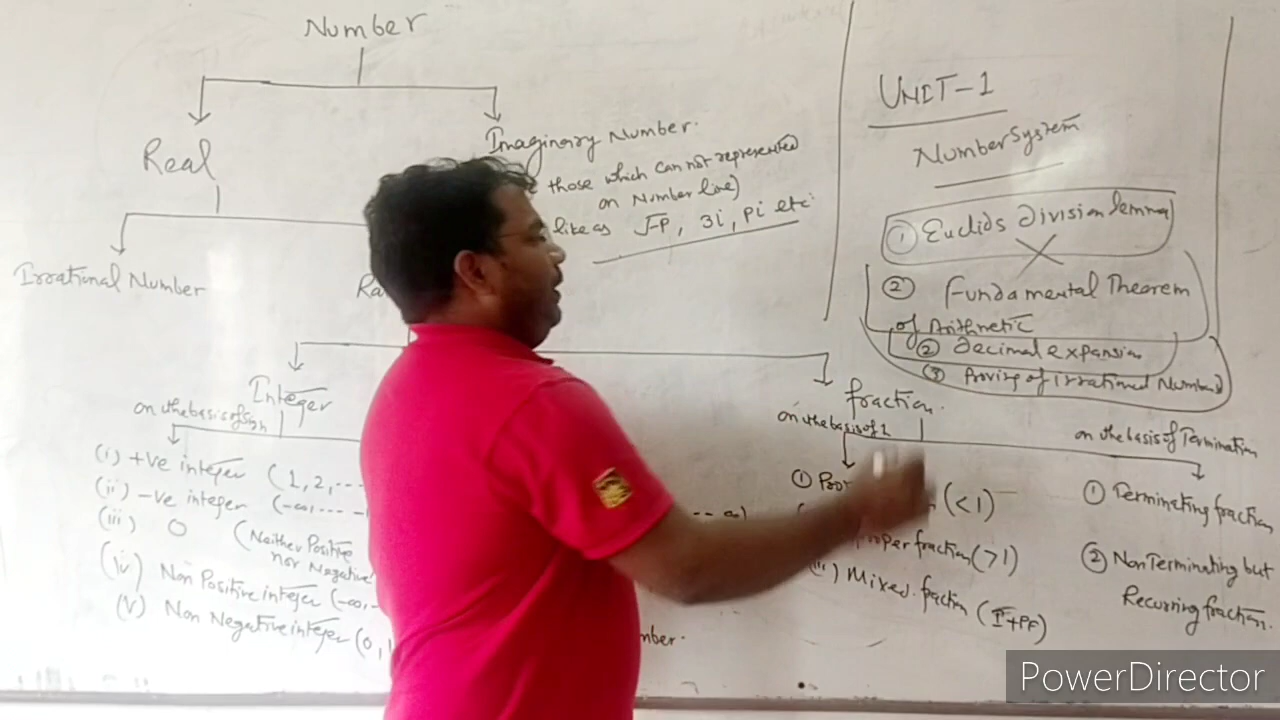 Number
Real
Imaginary Number.
those which can not represented
on Number line)
like as √-P, 3i, Pi etc.
Irrational Number
Integer
on the basis of sign
(i) +ve integer (1, 2, ....
(ii) -ve integer (-∞, ....
(iii) 0 (Neither Positive
nor Negative
(iv) Non Positive integer (-∞,
(v) Non Negative integer (0,
UNIT-1
Number System
① Euclids division lemma
② Fundamental Theorem
of Arithmetic
② decimal expansion
③ Proving of irrational Number
fraction.
on the basis of 1
(<1)
fraction (>1)
) Mixed fraction (I+PF)
on the basis of Termination
① Terminating fraction
② Non Terminating but
Recurring fraction.
PowerDirector